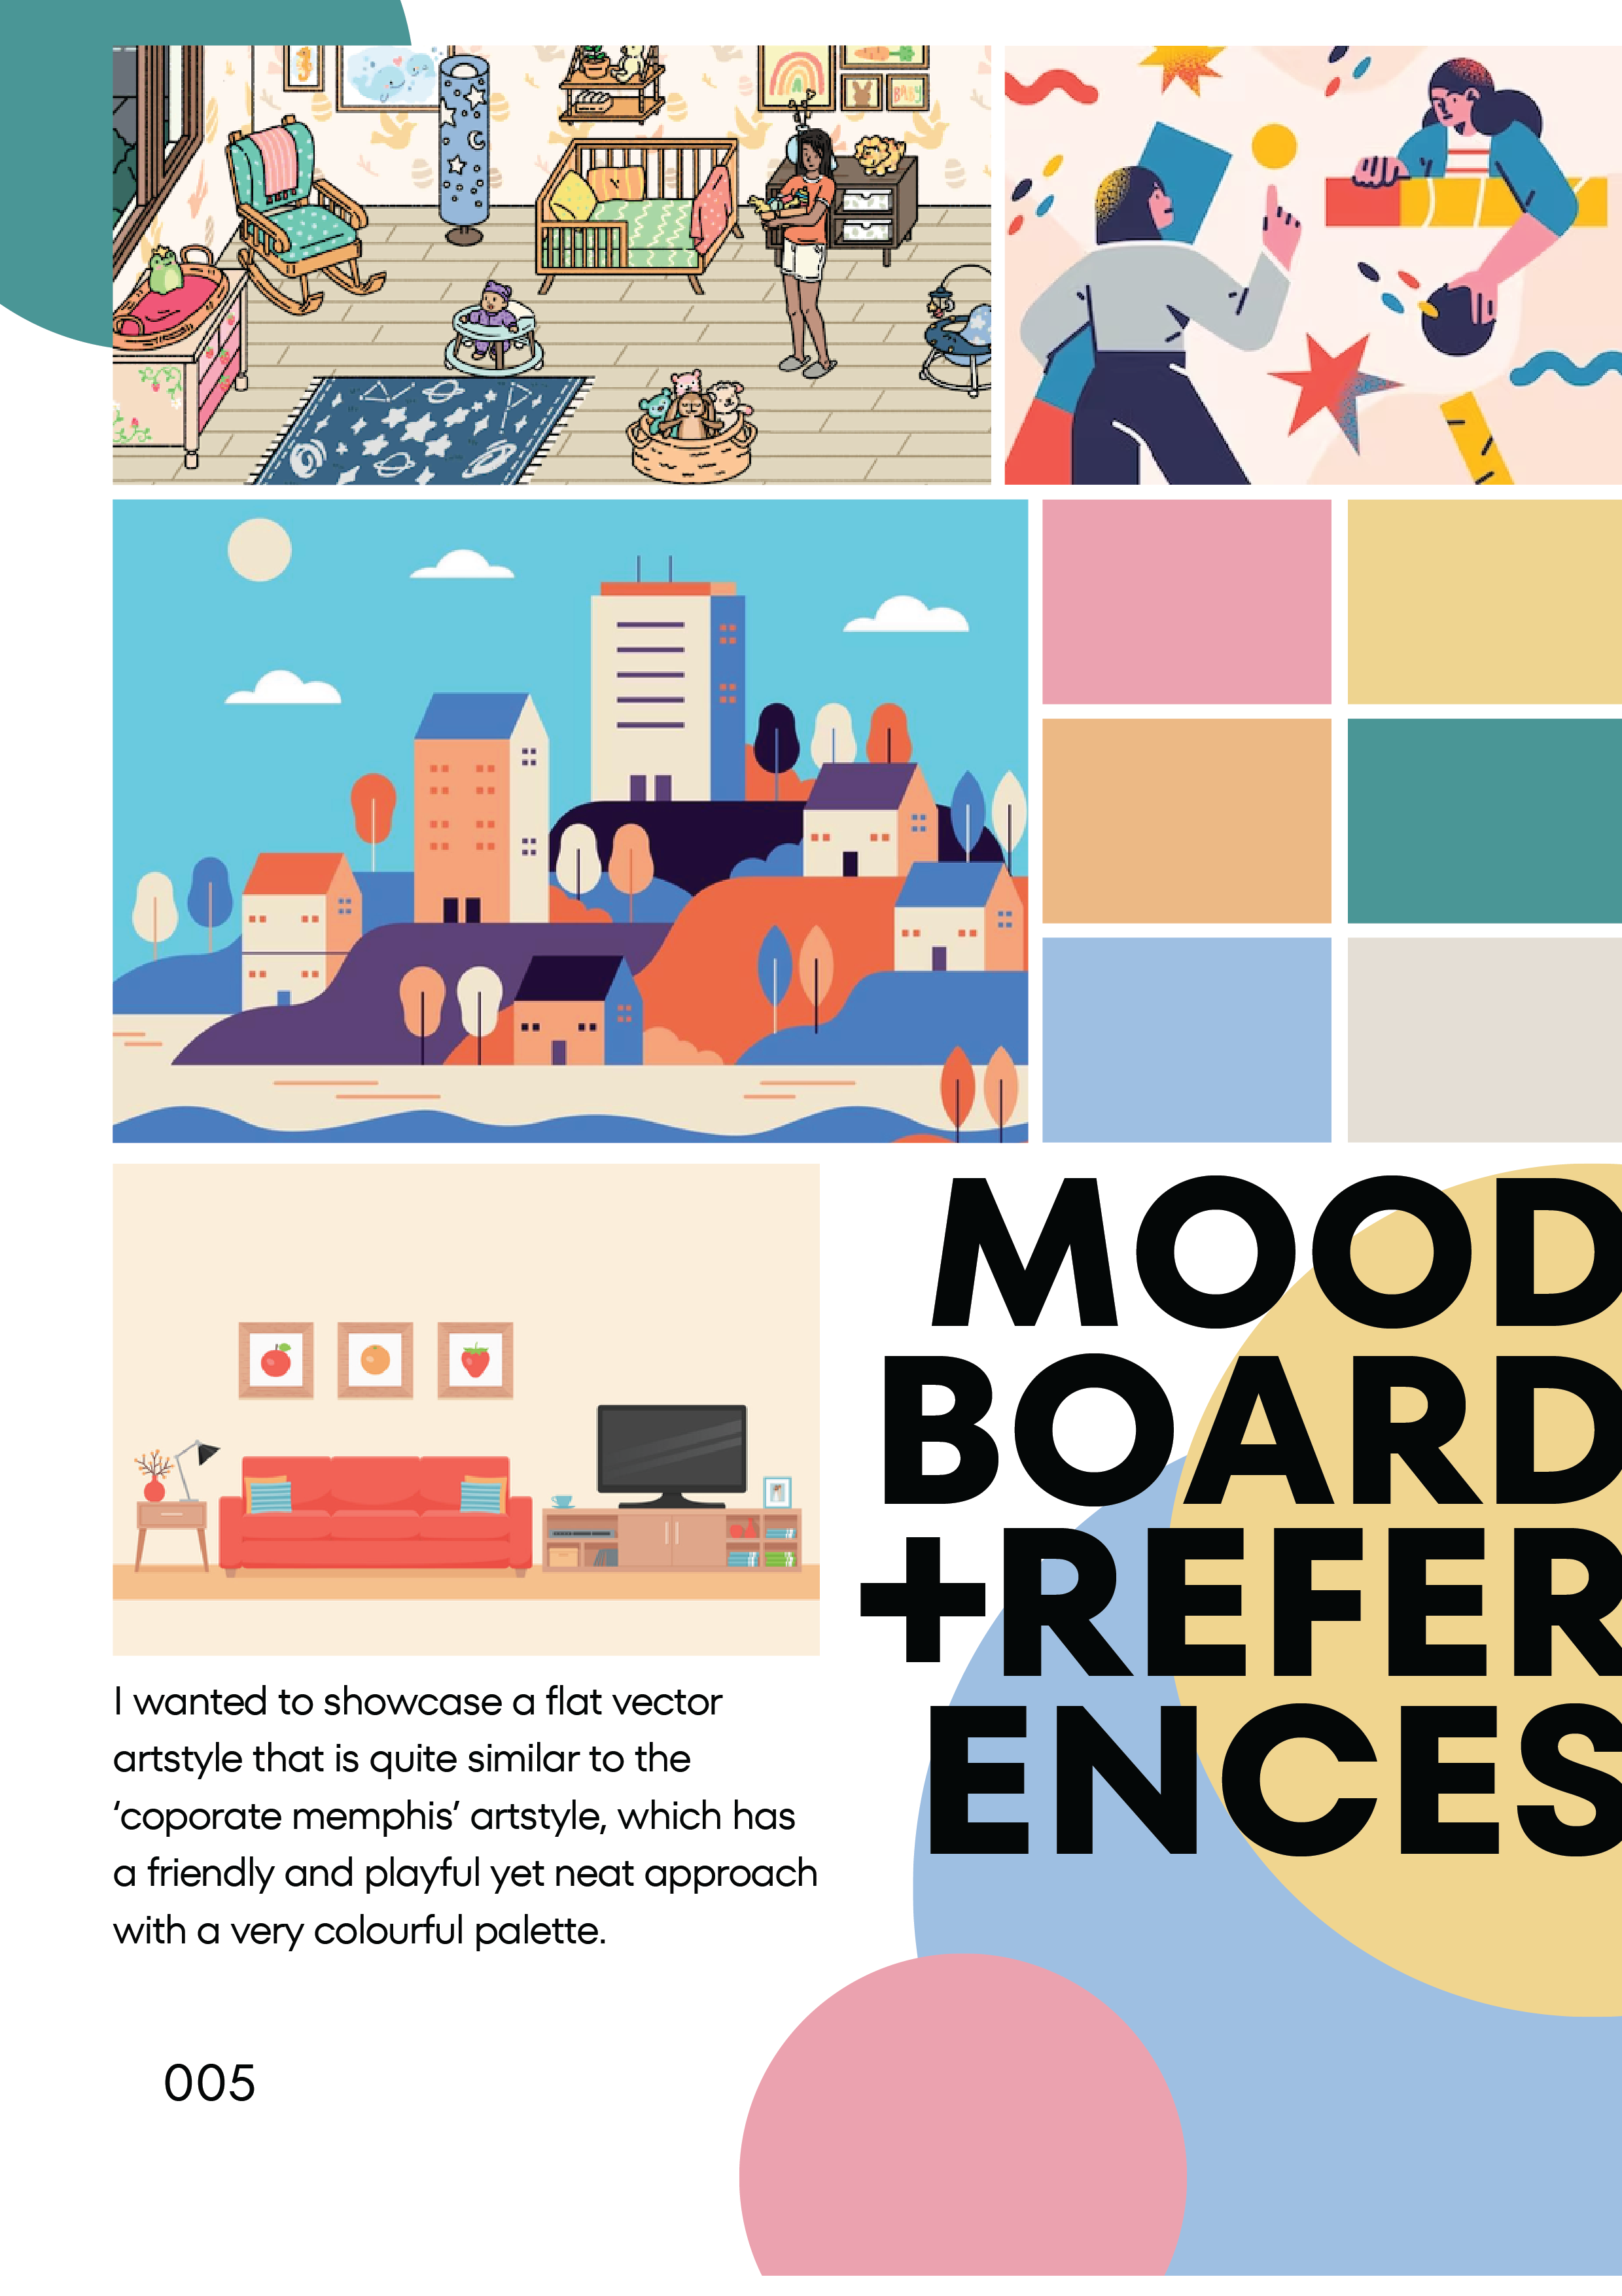 BABY
MOOD
BOARD
+REFER
ENCES
I wanted to showcase a flat vector
artstyle that is quite similar to the
‘coporate memphis’ artstyle, which has
a friendly and playful yet neat approach
with a very colourful palette.
005